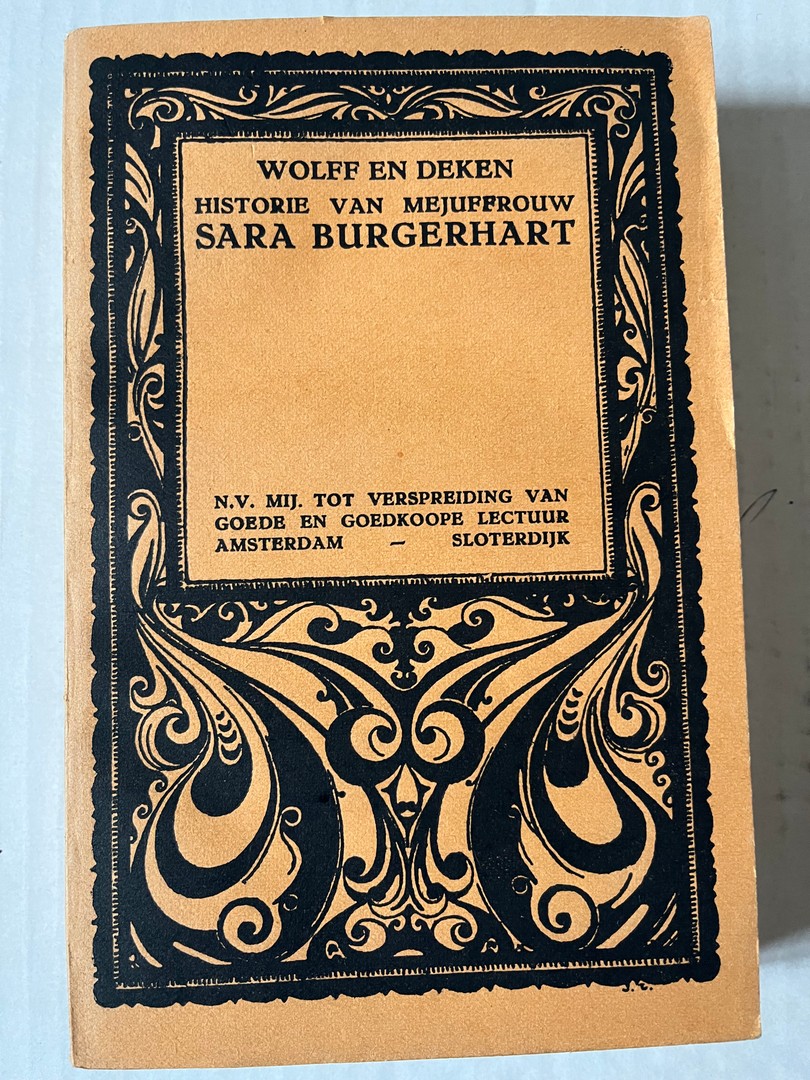 WOLFF EN DEKEN
HISTORIE VAN MEJUFFROUW
SARA BURGERHART
N.V. MIJ. TOT VERSPREIDING VAN
GOEDE EN GOEDKOOPE LECTUUR
AMSTERDAM – SLOTERDIJK